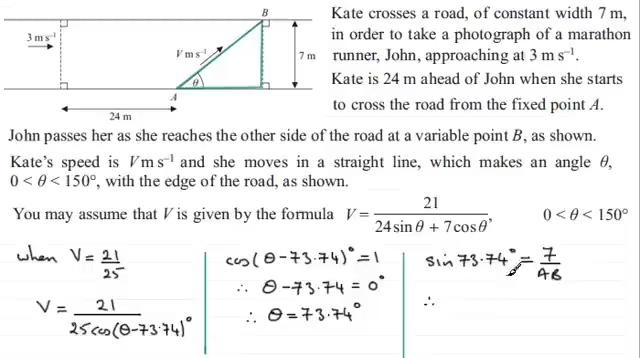 B
3 m s⁻¹
V m s⁻¹
7 m
θ
A
24 m
Kate crosses a road, of constant width 7 m,
in order to take a photograph of a marathon
runner, John, approaching at 3 m s⁻¹.
Kate is 24 m ahead of John when she starts
to cross the road from the fixed point A.
John passes her as she reaches the other side of the road at a variable point B, as shown.
Kate's speed is V m s⁻¹ and she moves in a straight line, which makes an angle θ,
0 < θ < 150°, with the edge of the road, as shown.
You may assume that V is given by the formula V = 21 / (24 sin θ + 7 cos θ), 0 < θ < 150°
when V = 21/25
V = 21 / 25cos(θ-73.74)°
cos(θ-73.74)° = 1
∴ θ-73.74 = 0°
∴ θ = 73.74°
sin 73.74° = 7/AB
∴